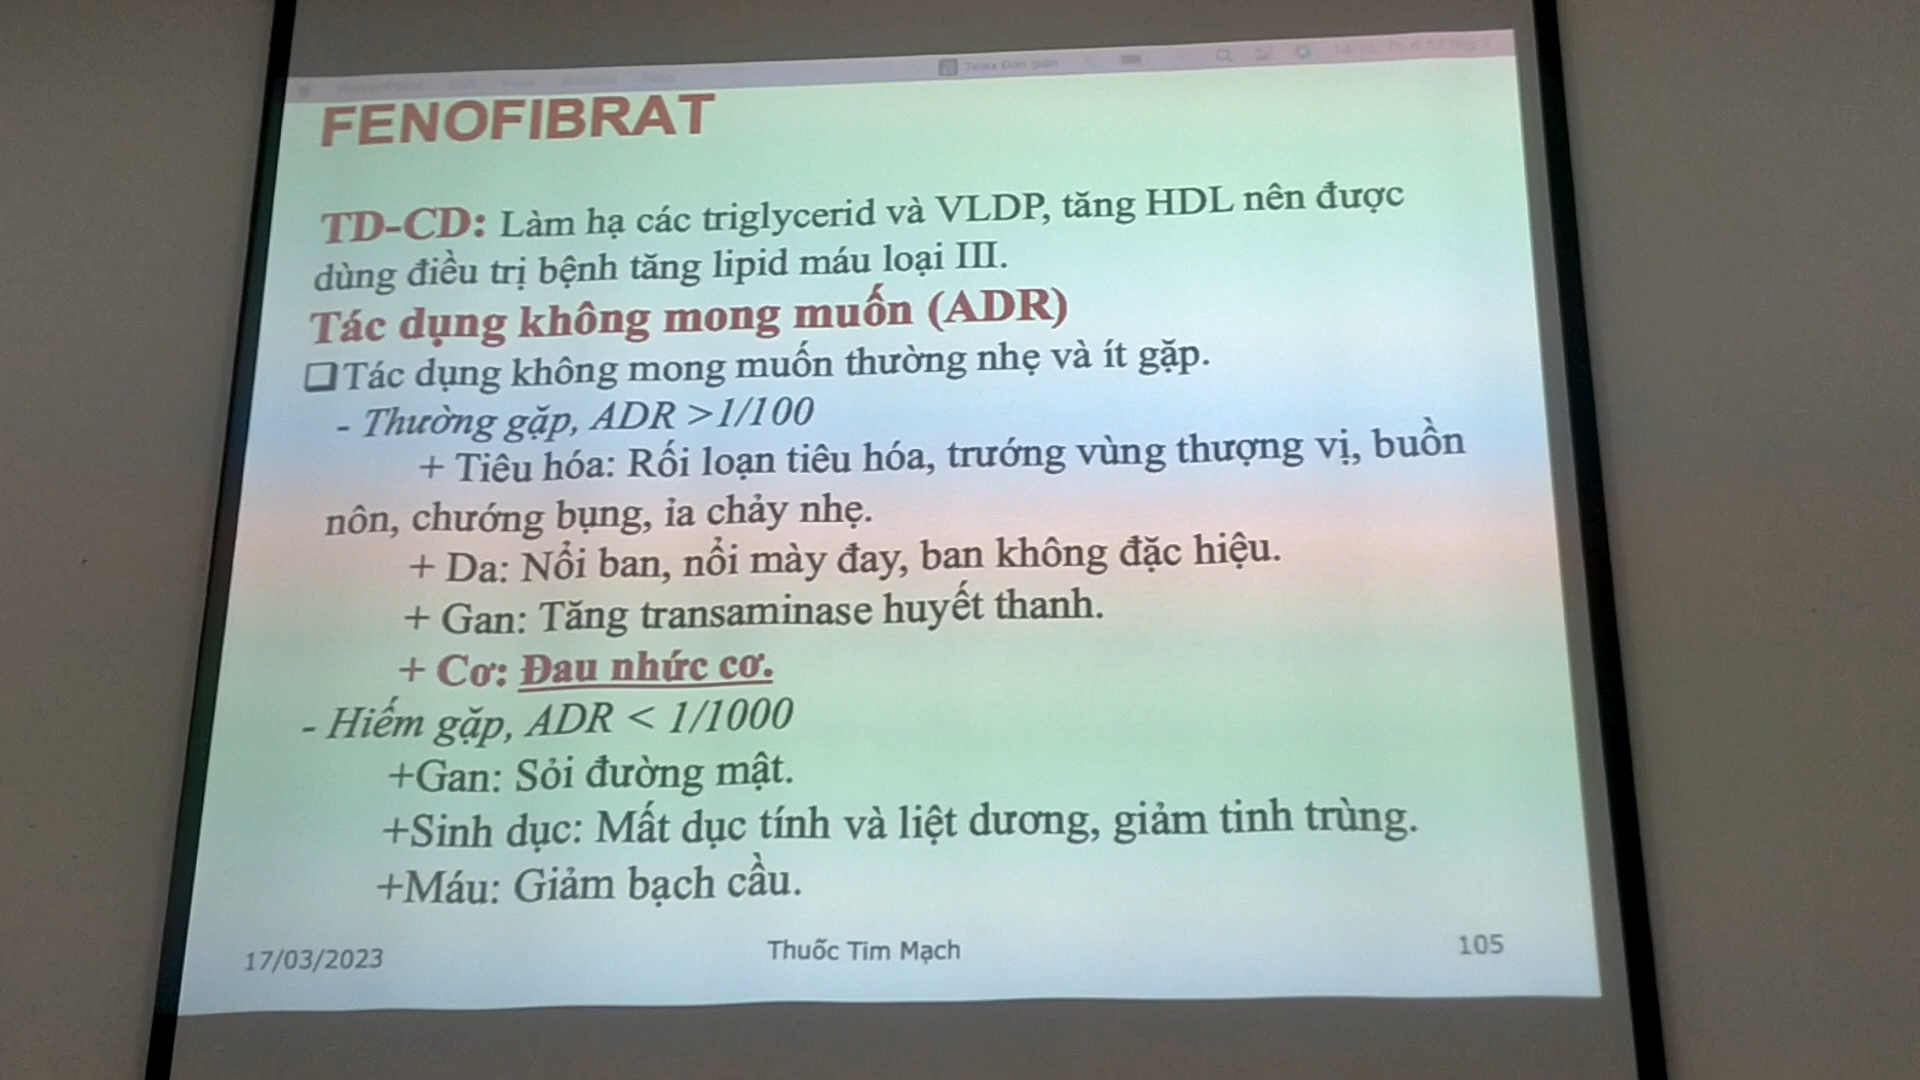 FENOFIBRAT
TD-CD: Làm hạ các triglycerid và VLDP, tăng HDL nên được
dùng điều trị bệnh tăng lipid máu loại III.
Tác dụng không mong muốn (ADR)
❑Tác dụng không mong muốn thường nhẹ và ít gặp.
- Thường gặp, ADR >1/100
+ Tiêu hóa: Rối loạn tiêu hóa, trướng vùng thượng vị, buồn
nôn, chướng bụng, ỉa chảy nhẹ.
+ Da: Nổi ban, nổi mày đay, ban không đặc hiệu.
+ Gan: Tăng transaminase huyết thanh.
+ Cơ: Đau nhức cơ.
- Hiếm gặp, ADR < 1/1000
+Gan: Sỏi đường mật.
+Sinh dục: Mất dục tính và liệt dương, giảm tinh trùng.
+Máu: Giảm bạch cầu.
17/03/2023
Thuốc Tim Mạch
105